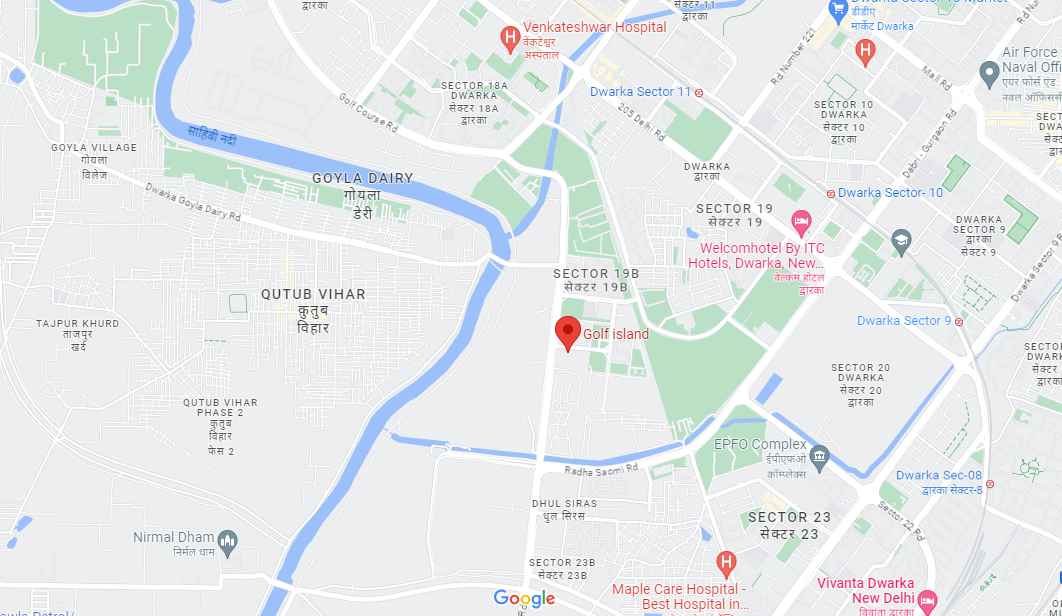 द्वारका
सेक्टर 11
द्वारका
Venkateshwar Hospital
वेंकटेश्वर
अस्पताल
डीडीए
मार्केट Dwarka
Rd Number 221
Mall Rd
Air Force
Naval Offi
एयर फोर्स एंड
नवल ऑफिसर्स
SECTOR 18A
DWARKA
सेक्टर 18A
द्वारका
Dwarka Sector 11
205 Delhi Rd
Golf Course Rd
SECTOR 10
DWARKA
सेक्टर 10
द्वारका
Dabri - Gurgaon Rd
साहिबी नदी
GOYLA VILLAGE
गोयला
विलेज
GOYLA DAIRY
गोयला
डेरी
Dwarka Goyla Dairy Rd
DWARKA
द्वारका
Dwarka Sector- 10
SECTOR 19
सेक्टर 19
DWARKA
SECTOR 9
द्वारका
सेक्टर 9
Dwarka Sector 9 R
Welcomhotel By ITC
Hotels, Dwarka, New...
वेल्कम होटल
द्वारका
SECTOR 19B
सेक्टर 19B
QUTUB VIHAR
कुतुब
विहार
TAJPUR KHURD
ताजपुर
खुर्द
Golf island
Dwarka Sector 9
SECTOR 20
DWARKA
सेक्टर 20
द्वारका
QUTUB VIHAR
PHASE 2
कुतुब
विहार
फेस 2
EPFO Complex
ईपीएफओ
कॉम्प्लेक्स
Radha Saomi Rd
Dwarka Sec-08
द्वारका सेक्टर-8
DHUL SIRAS
धुल सिरस
SECTOR 23
सेक्टर 23
Sector 22 Rd
Nirmal Dham
निर्मल धाम
SECTOR 23B
सेक्टर 23B
Maple Care Hospital -
Best Hospital in...
Vivanta Dwarka
New Delhi
विवांता द्वारका
Google